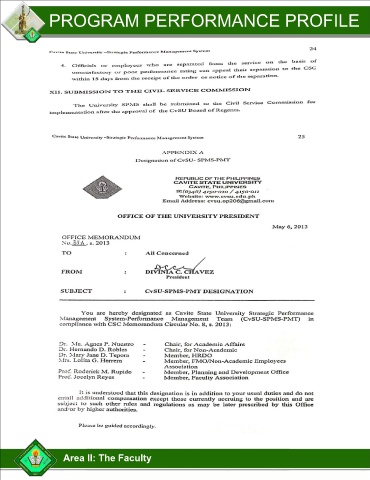 PROGRAM PERFORMANCE PROFILE
Cavite State University –Strategic Performance Management System 24
4. Officials or employees who are separated from the service on the basis of
unsatisfactory or poor performance rating can appeal their separation to the CSC
within 15 days from the receipt of the order or notice of the separation.
XII. SUBMISSION TO THE CIVIL SERVICE COMMISSION
The University SPMS shall be submitted to the Civil Service Commission for
implementation after the approval of the CvSU Board of Regents.
Cavite State University –Strategic Performance Management System 25
APPENDIX A
Designation of CvSU- SPMS-PMT
REPUBLIC OF THE PHILIPPINES
CAVITE STATE UNIVERSITY
CAVITE, PHILIPPINES
Website: www.cvsu.edu.ph
Email Address: cvsu.op206@gmail.com
OFFICE OF THE UNIVERSITY PRESIDENT
May 6, 2013
OFFICE MEMORANDUM
No. s. 2013
TO : All Concerned
FROM : DIVINIA C. CHAVEZ
President
SUBJECT : CvSU-SPMS-PMT DESIGNATION
You are hereby designated as Cavite State University Strategic Performance
Management System-Performance Management Team (CvSU-SPMS-PMT) in
compliance with CSC Memorandum Circular No. 8, s. 2013:
Dr. Ma. Agnes P. Nuestro - Chair, for Academic Affairs
Dr. Hernando D. Robles - Chair, for Non-Academic
Dr. Mary Jane D. Tepora - Member, HRDO
Mrs. Lolita G. Herrera - Member, FMO/Non-Academic Employees
Association
Prof. Roderick M. Rupido - Member, Planning and Development Office
Prof. Jocelyn Reyes - Member, Faculty Association
It is understood that this designation is in addition to your usual duties and do not
entail additional compensation except those currently accruing to the position and are
subject to such other rules and regulations as may be later prescribed by this Office
and/or by higher authorities.
Please be guided accordingly.
Area II: The Faculty